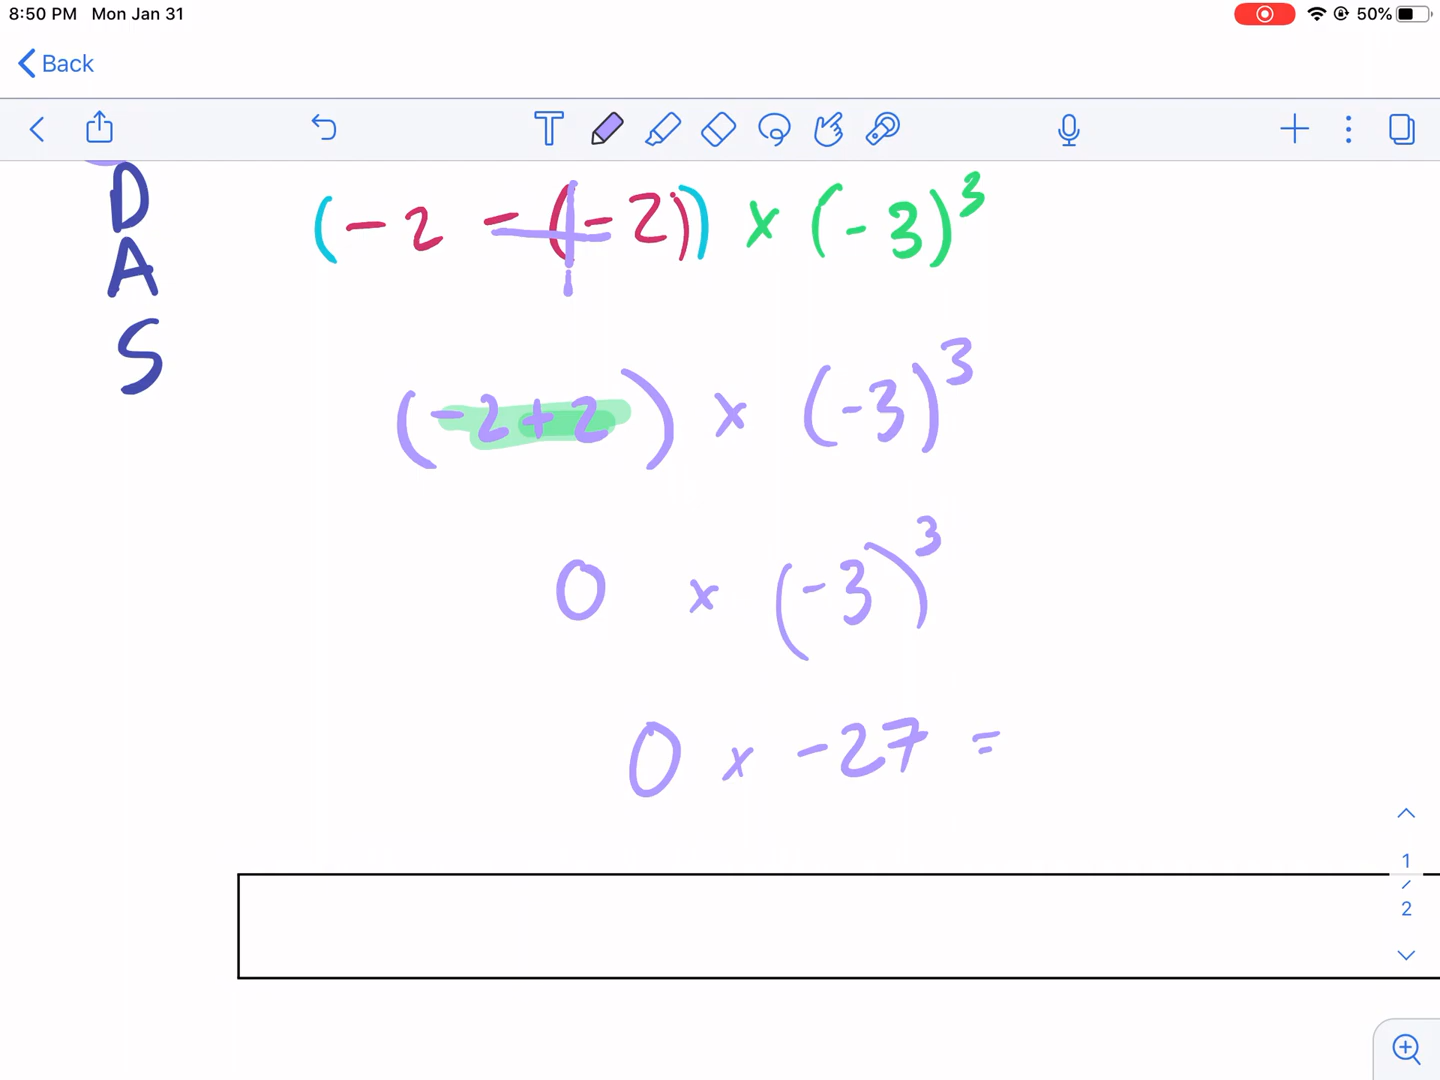 8:50 PM Mon Jan 31 50%
Back
T
D
(-2 - (-2)) x (-3)³
A
S
(-2 + 2) x (-3)³
0 x (-3)³
0 x -27 =
1
/
2